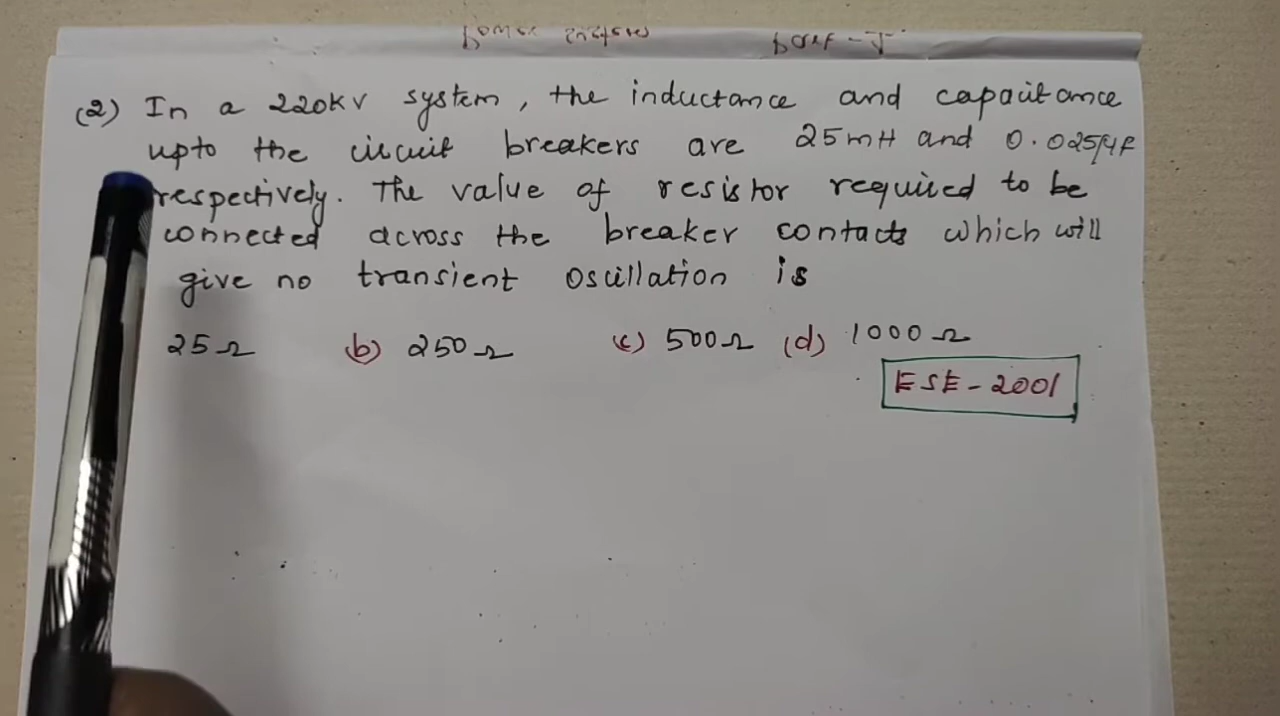 (2) In a 220kV system, the inductance and capacitance
upto the circuit breakers are 25mH and 0.025μF
respectively. The value of resistor required to be
connected across the breaker contacts which will
give no transient oscillation is
25Ω (b) 250Ω (c) 500Ω (d) 1000Ω
ESE-2001